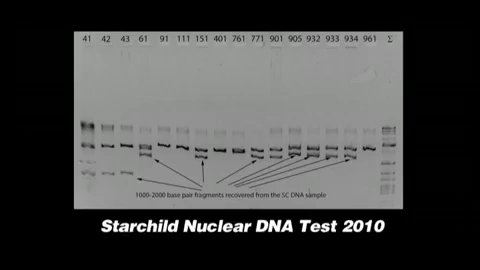 41 42 43 61 91 111 151 401 761 771 901 905 932 933 934 961 Σ
1000-2000 base pair fragments recovered from the SC DNA sample
Starchild Nuclear DNA Test 2010